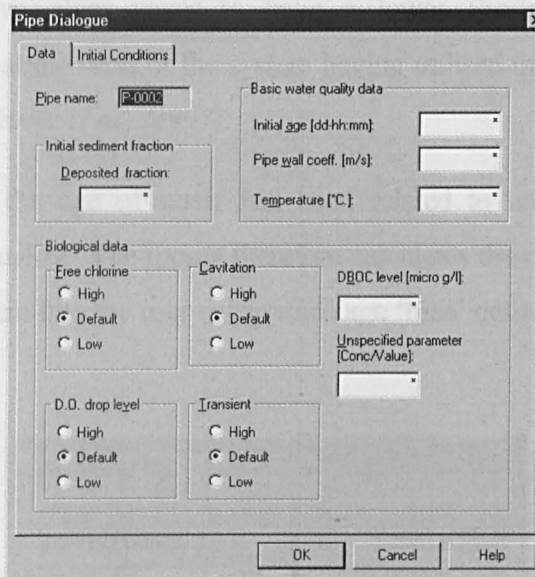 Pipe Dialogue
Data
Initial Conditions
Pipe name:
P-0002
Basic water quality data
Initial age [dd-hh:mm]:
*
Pipe wall coeff. [m/s]:
*
Temperature [°C.]:
*
Initial sediment fraction
Deposited fraction:
*
Biological data
Free chlorine
High
Default
Low
Cavitation
High
Default
Low
DBOC level [micro g/l]:
*
Unspecified parameter
[Conc/Value]:
*
D.O. drop level
High
Default
Low
Transient
High
Default
Low
OK
Cancel
Help